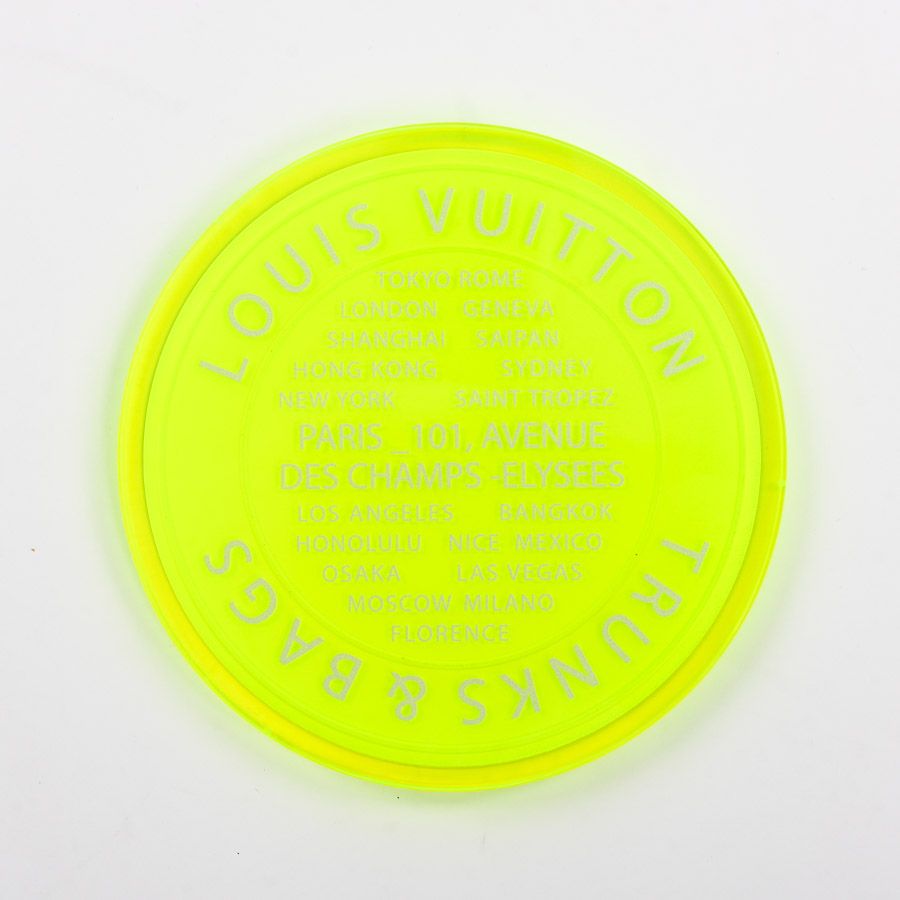 LOUIS VUITTON
TOKYO ROME
LONDON GENEVA
SHANGHAI SAIPAN
HONG KONG SYDNEY
NEW YORK SAINT TROPEZ
PARIS _101, AVENUE
DES CHAMPS -ELYSEES
LOS ANGELES BANGKOK
HONOLULU NICE MEXICO
OSAKA LAS VEGAS
MOSCOW MILANO
FLORENCE
TRUNKS & BAGS